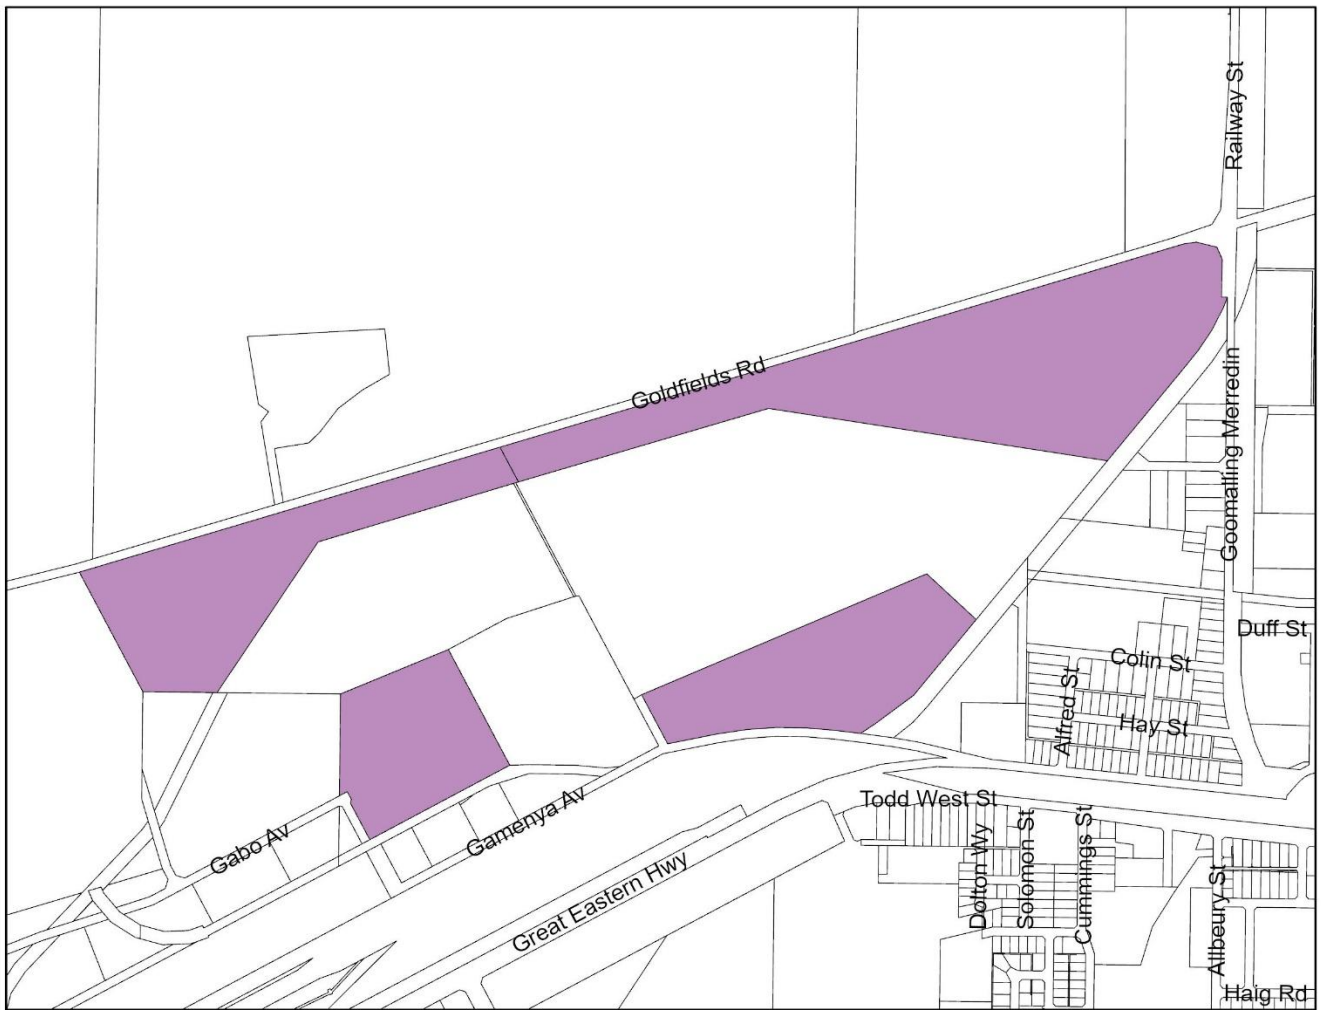 Railway St
Goldfields Rd
Goomalling Merredin
Duff St
Colin St
Alfred St
Hay St
Todd West St
Gamenya Av
Gabo Av
Great Eastern Hwy
Dolton Wy
Solomon St
Cummings St
Allbeury St
Haig Rd